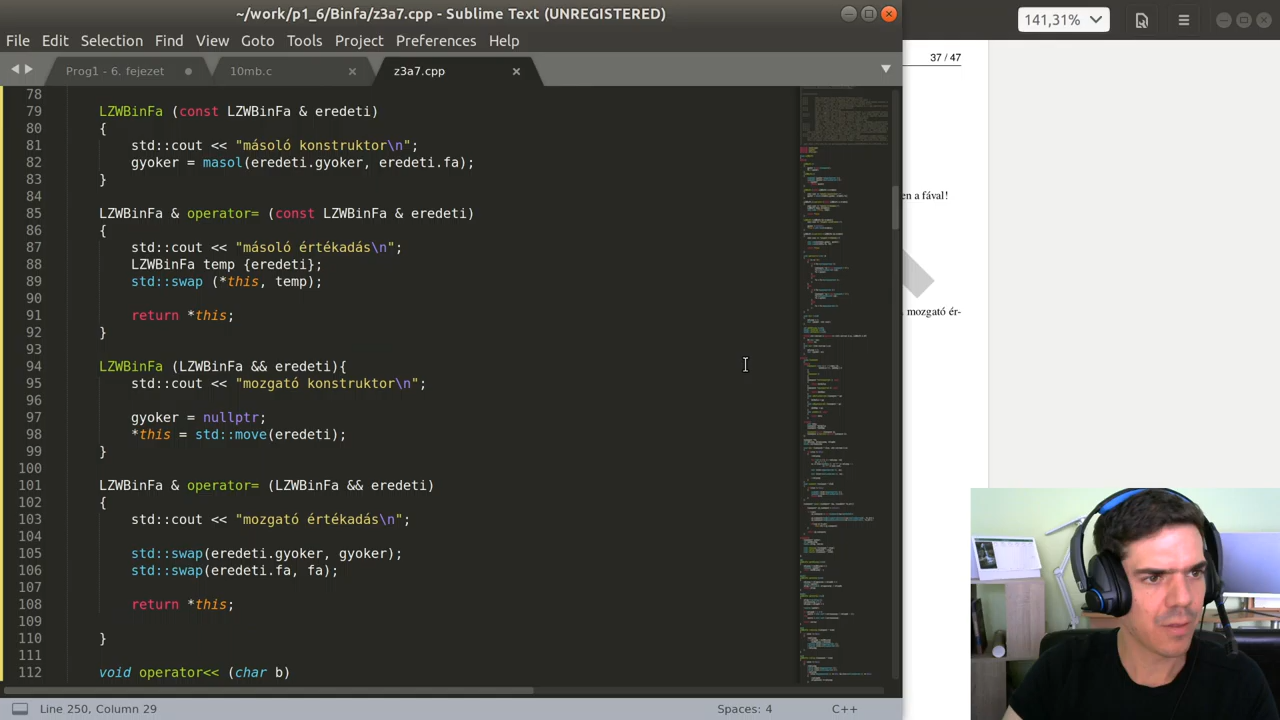 ~/work/p1_6/Binfa/z3a7.cpp - Sublime Text (UNREGISTERED)
141,31%
File Edit Selection Find View Goto Tools Project Preferences Help
Prog1 - 6. fejezet
10mb.c
z3a7.cpp
37 / 47
78
79 LZWBinFa (const LZWBinFa & eredeti)
80 {
81 std::cout << "másoló konstruktor\n";
82 gyoker = masol(eredeti.gyoker, eredeti.fa);
83
84
85 nFa & operator= (const LZWBinFa & eredeti)
86
87 std::cout << "másoló értékadás\n";
88 LZWBinFa cmp {eredeti};
89 std::swap (*this, temp);
90
91 return *this;
92
93
94 LZWBinFa (LZWBinFa && eredeti){
95 std::cout << "mozgató konstruktor\n";
96
97 gyoker = nullptr;
98 *this = std::move(eredeti);
99
100
101 nFa & operator= (LZWBinFa && eredeti)
102
103 std::cout << "mozgató értékadás\n";
104
105 std::swap(eredeti.gyoker, gyoker);
106 std::swap(eredeti.fa, fa);
107
108 return *this;
109
110
111
112 operator<< (char b)
en a fával!
mozgató ér-
Line 250, Column 29
Spaces: 4
C++